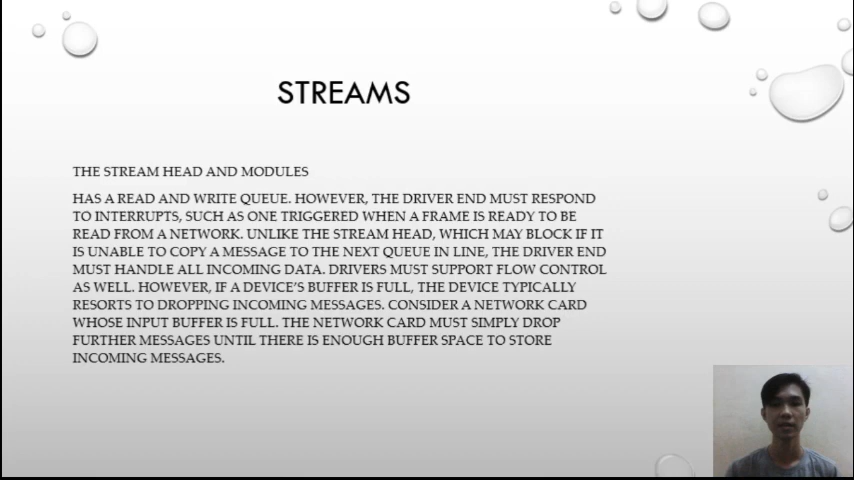 STREAMS
THE STREAM HEAD AND MODULES
HAS A READ AND WRITE QUEUE. HOWEVER, THE DRIVER END MUST RESPOND
TO INTERRUPTS, SUCH AS ONE TRIGGERED WHEN A FRAME IS READY TO BE
READ FROM A NETWORK. UNLIKE THE STREAM HEAD, WHICH MAY BLOCK IF IT
IS UNABLE TO COPY A MESSAGE TO THE NEXT QUEUE IN LINE, THE DRIVER END
MUST HANDLE ALL INCOMING DATA. DRIVERS MUST SUPPORT FLOW CONTROL
AS WELL. HOWEVER, IF A DEVICE'S BUFFER IS FULL, THE DEVICE TYPICALLY
RESORTS TO DROPPING INCOMING MESSAGES. CONSIDER A NETWORK CARD
WHOSE INPUT BUFFER IS FULL. THE NETWORK CARD MUST SIMPLY DROP
FURTHER MESSAGES UNTIL THERE IS ENOUGH BUFFER SPACE TO STORE
INCOMING MESSAGES.